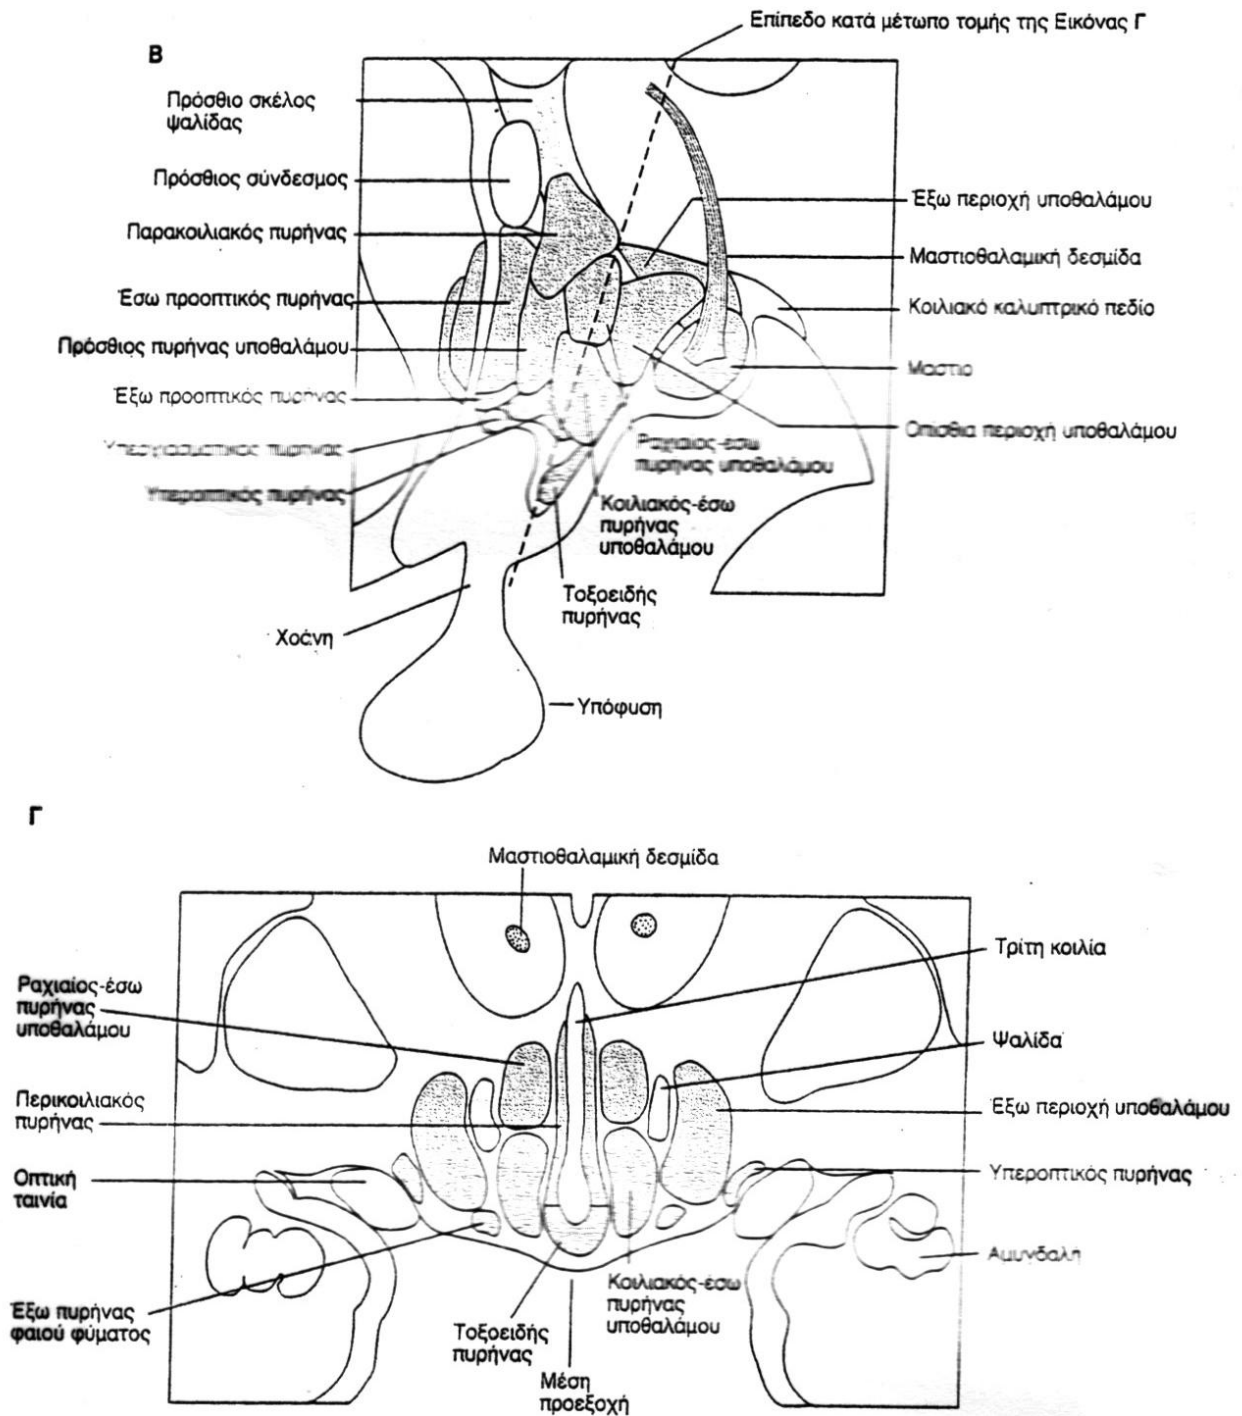 Επίπεδο κατά μέτωπο τομής της Εικόνας Γ
Β
Πρόσθιο σκέλος
ψαλίδας
Πρόσθιος σύνδεσμος
Παρακοιλιακός πυρήνας
Έσω προοπτικός πυρήνας
Πρόσθιος πυρήνας υποθαλάμου
Έξω προοπτικός πυρήνας
Υπερχιασματικός πυρήνας
Υπεροπτικός πυρήνας
Χοάνη
Έξω περιοχή υποθαλάμου
Μαστιοθαλαμική δεσμίδα
Κοιλιακό καλυπτρικό πεδίο
Μαστίο
Οπίσθια περιοχή υποθαλάμου
Ραχιαίος-έσω
πυρήνας υποθαλάμου
Κοιλιακός-έσω
πυρήνας
υποθαλάμου
Τοξοειδής
πυρήνας
Υπόφυση
Γ
Μαστιοθαλαμική δεσμίδα
Ραχιαίος-έσω
πυρήνας
υποθαλάμου
Περικοιλιακός
πυρήνας
Οπτική
ταινία
Έξω πυρήνας
φαιού φύματος
Τρίτη κοιλία
Ψαλίδα
Έξω περιοχή υποθαλάμου
Υπεροπτικός πυρήνας
Αμυγδαλή
Κοιλιακός-έσω
πυρήνας
υποθαλάμου
Τοξοειδής
πυρήνας
Μέση
προεξοχή